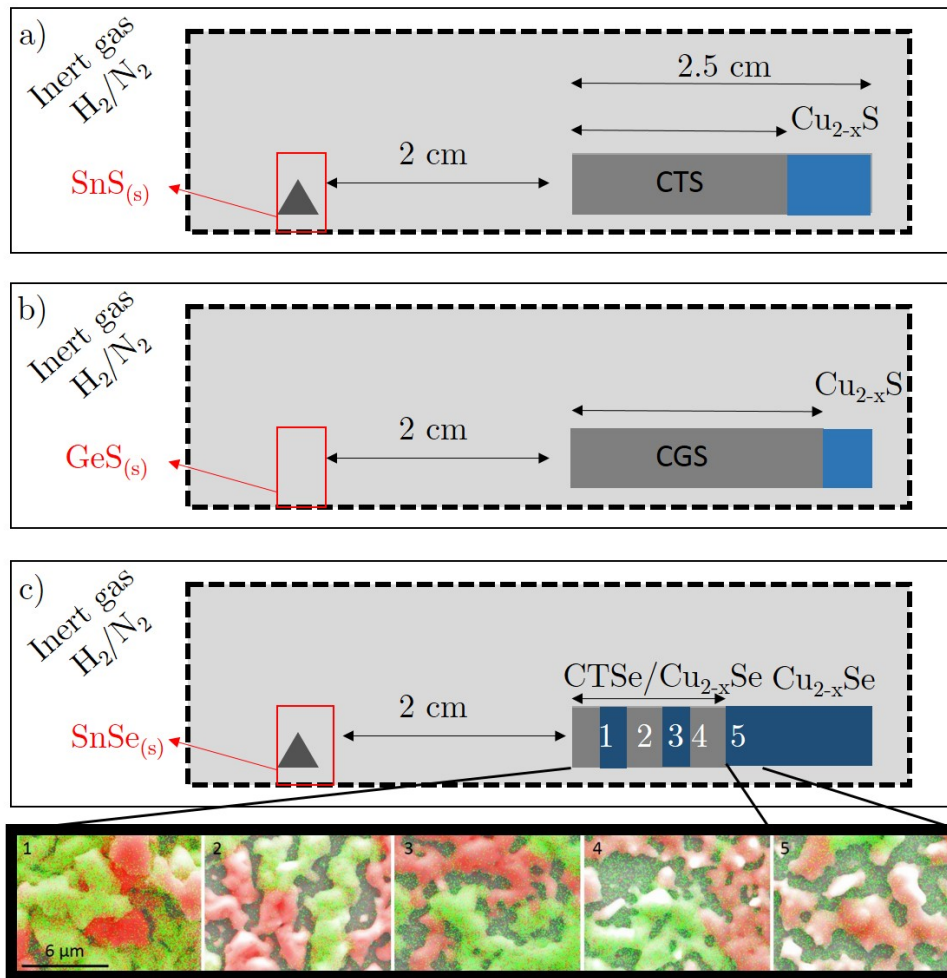 a)
Inert gas
H₂/N₂
2.5 cm
Cu₂₋ₓS
2 cm
SnS₍ₛ₎
CTS
b)
Inert gas
H₂/N₂
Cu₂₋ₓS
2 cm
GeS₍ₛ₎
CGS
c)
Inert gas
H₂/N₂
CTSe/Cu₂₋ₓSe Cu₂₋ₓSe
2 cm
SnSe₍ₛ₎
1 2 3 4 5
1 2 3 4 5
6 µm